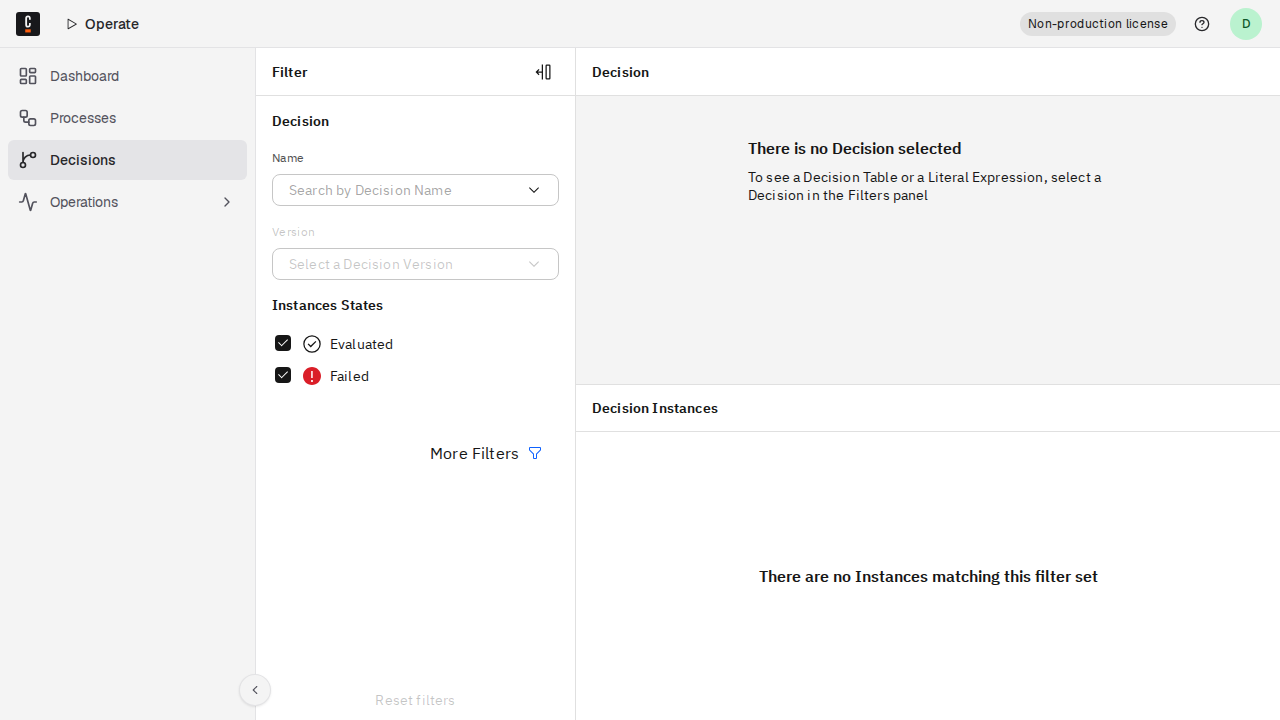 Operate
Non-production license
D
Dashboard
Processes
Decisions
Operations
Filter
Decision
Name
Search by Decision Name
Version
Select a Decision Version
Instances States
Evaluated
Failed
More Filters
Reset filters
Decision
There is no Decision selected
To see a Decision Table or a Literal Expression, select a
Decision in the Filters panel
Decision Instances
There are no Instances matching this filter set